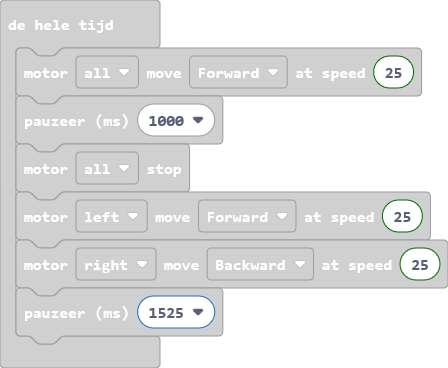 de hele tijd
motor all move Forward at speed 25
pauzeer (ms) 1000
motor all stop
motor left move Forward at speed 25
motor right move Backward at speed 25
pauzeer (ms) 1525